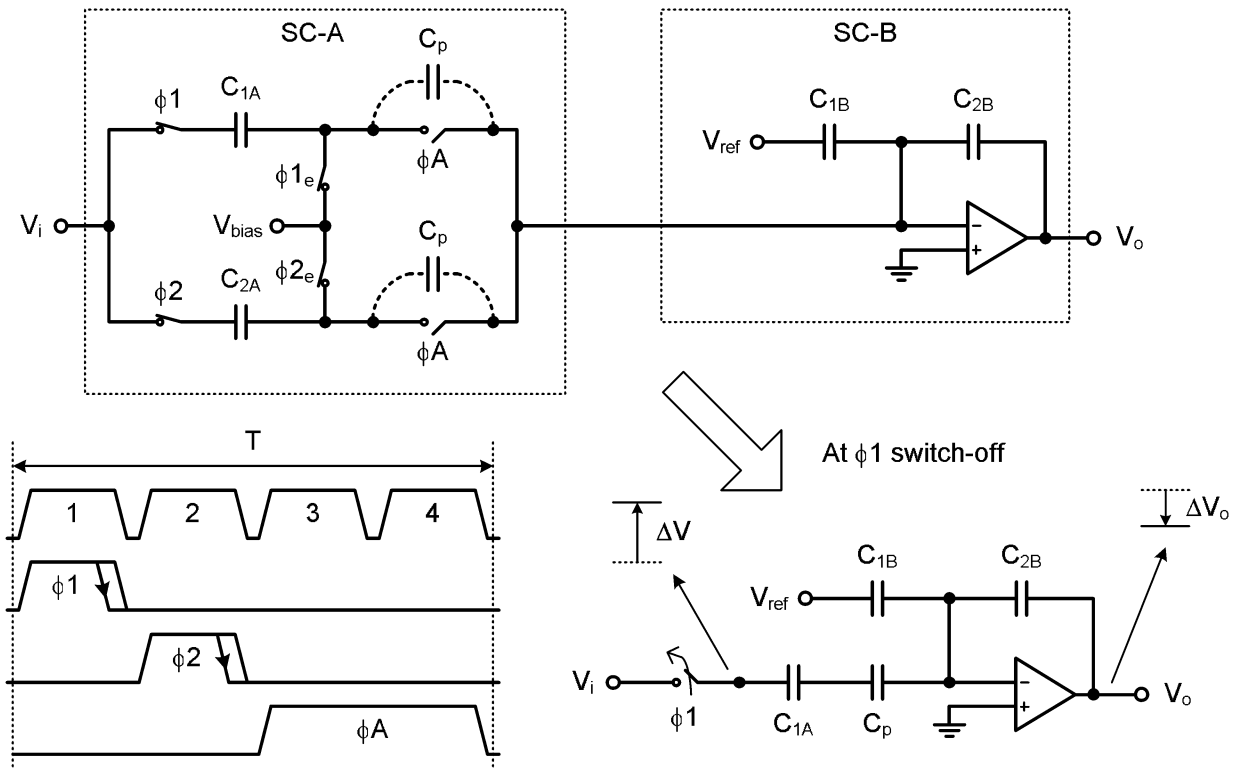 SC-A
SC-B
Cp
C1A
ϕ1
ϕA
ϕ1e
Vi
Vbias
Cp
ϕ2e
C2A
ϕ2
ϕA
C1B
C2B
Vref
−
+
Vo
T
1
2
3
4
ϕ1
ϕ2
ϕA
At ϕ1 switch-off
ΔV
ΔVo
C1B
C2B
Vref
Vi
ϕ1
C1A
Cp
−
+
Vo